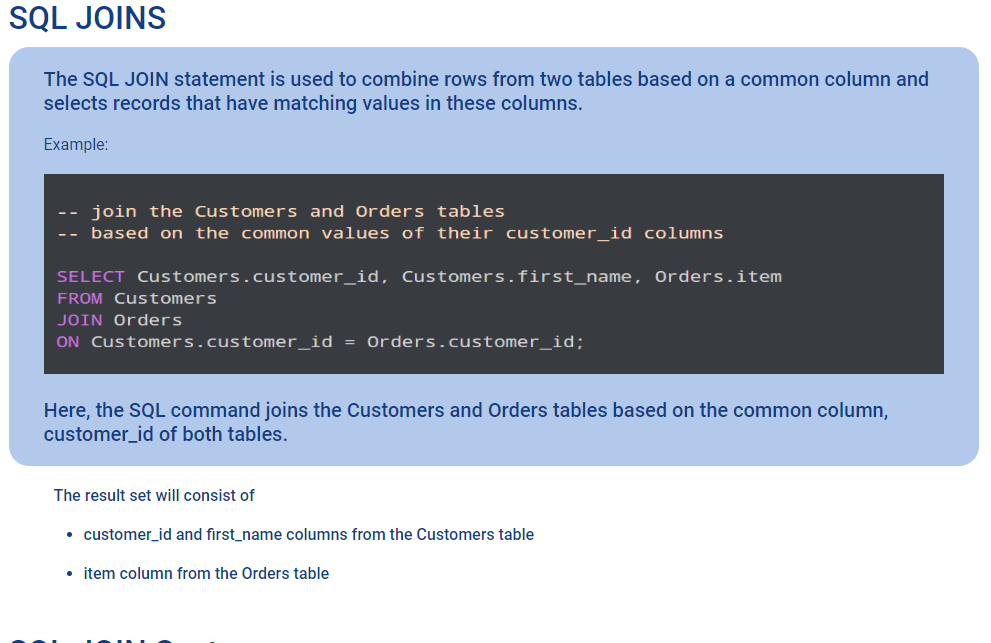 SQL JOINS
The SQL JOIN statement is used to combine rows from two tables based on a common column and
selects records that have matching values in these columns.
Example:
-- join the Customers and Orders tables
-- based on the common values of their customer_id columns
SELECT Customers.customer_id, Customers.first_name, Orders.item
FROM Customers
JOIN Orders
ON Customers.customer_id = Orders.customer_id;
Here, the SQL command joins the Customers and Orders tables based on the common column,
customer_id of both tables.
The result set will consist of
• customer_id and first_name columns from the Customers table
• item column from the Orders table
SQL JOIN